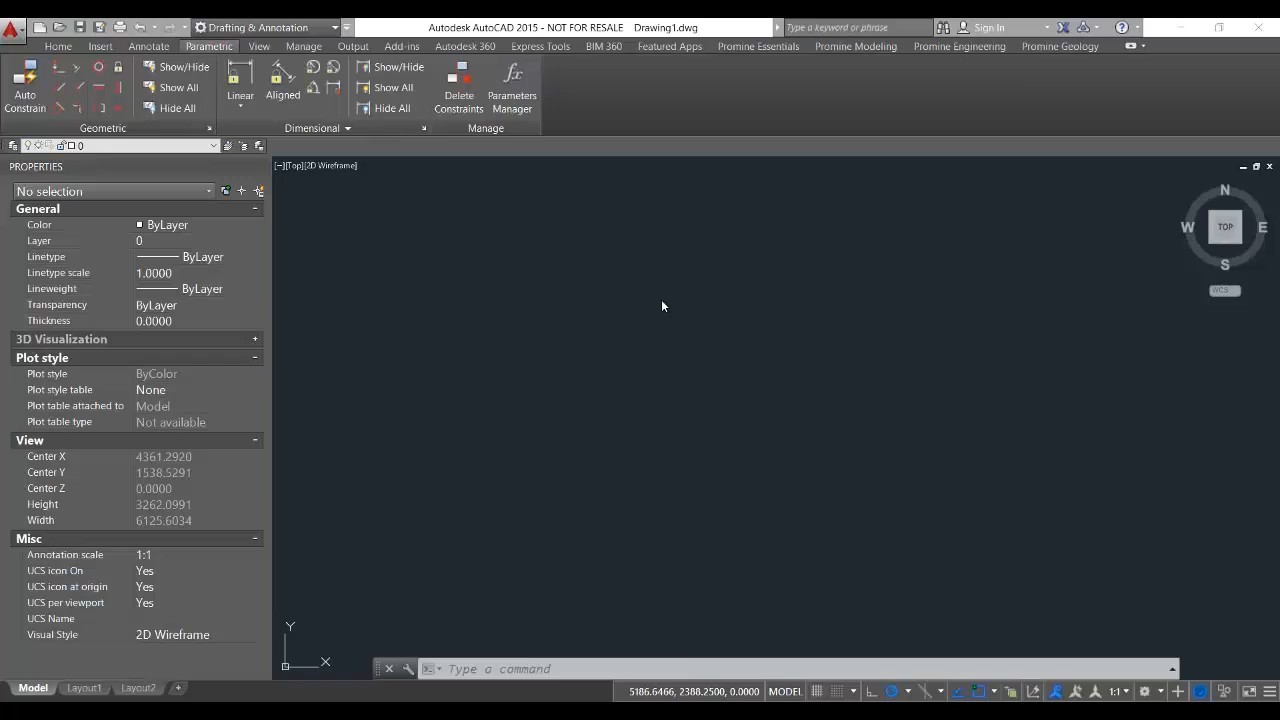 Drafting & Annotation
Autodesk AutoCAD 2015 - NOT FOR RESALE Drawing1.dwg
Type a keyword or phrase
Sign In
Home Insert Annotate Parametric View Manage Output Add-ins Autodesk 360 Express Tools BIM 360 Featured Apps Promine Essentials Promine Modeling Promine Engineering Promine Geology
Auto Constrain
Show/Hide
Show All
Hide All
Linear
Aligned
Show/Hide
Show All
Hide All
Delete Constraints
fx
Parameters Manager
Geometric
Dimensional
Manage
0
[−][Top][2D Wireframe]
PROPERTIES
No selection
General
Color ByLayer
Layer 0
Linetype ByLayer
Linetype scale 1.0000
Lineweight ByLayer
Transparency ByLayer
Thickness 0.0000
3D Visualization
Plot style
Plot style ByColor
Plot style table None
Plot table attached to Model
Plot table type Not available
View
Center X 4361.2920
Center Y 1538.5291
Center Z 0.0000
Height 3262.0991
Width 6125.6034
Misc
Annotation scale 1:1
UCS icon On Yes
UCS icon at origin Yes
UCS per viewport Yes
UCS Name
Visual Style 2D Wireframe
N
W TOP E
S
WCS
Y
X
Type a command
Model Layout1 Layout2 +
5186.6466, 2388.2500, 0.0000 MODEL 1:1